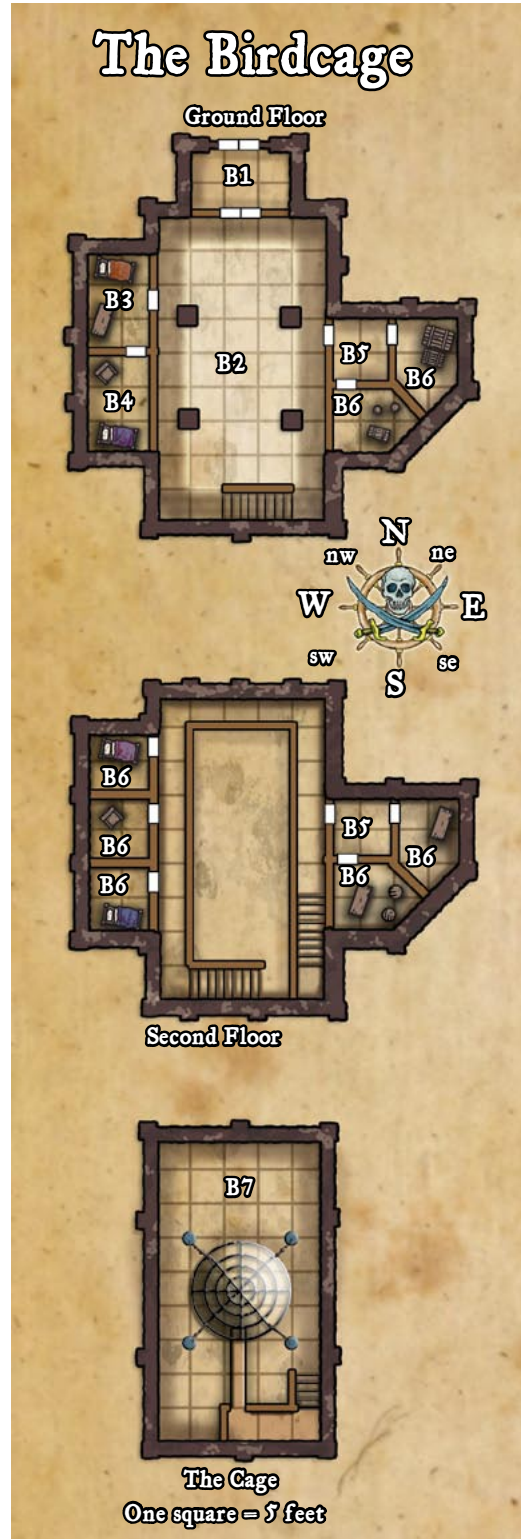 The Birdcage
Ground Floor
B1
B3
B2
B5
B6
B4
B6
N
nw
ne
W
E
sw
se
S
B6
B5
B6
B6
B6
B6
Second Floor
B7
The Cage
One square = 5 feet